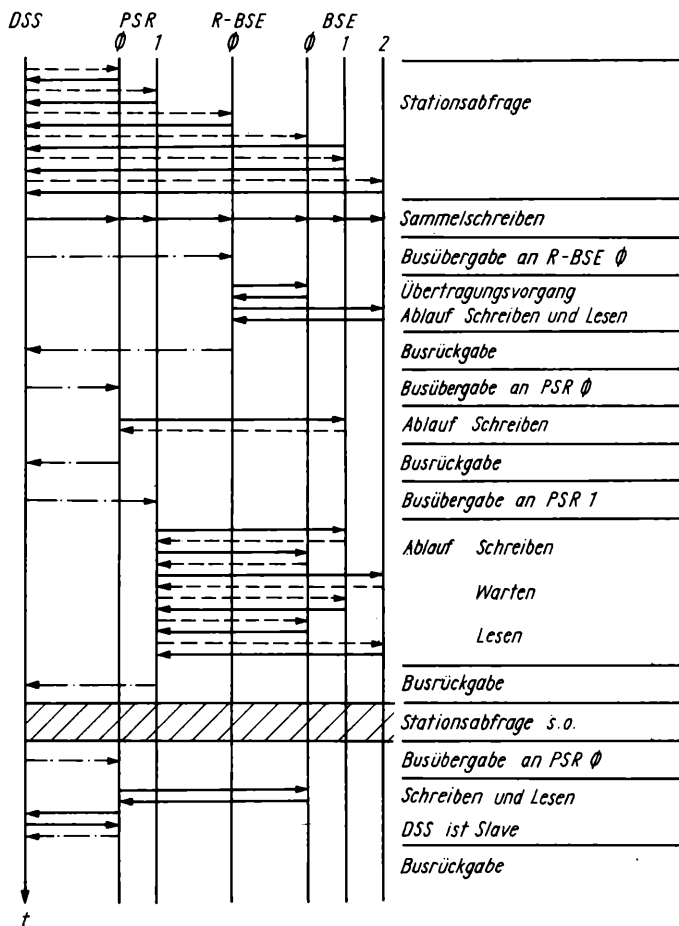 DSS PSR R-BSE BSE
Φ 1 Φ Φ 1 2
Stationsabfrage
Sammelschreiben
Busübergabe an R-BSE Φ
Übertragungsvorgang
Ablauf Schreiben und Lesen
Busrückgabe
Busübergabe an PSR Φ
Ablauf Schreiben
Busrückgabe
Busübergabe an PSR 1
Ablauf Schreiben
Warten
Lesen
Busrückgabe
Stationsabfrage s.o.
Busübergabe an PSR Φ
Schreiben und Lesen
DSS ist Slave
Busrückgabe
t